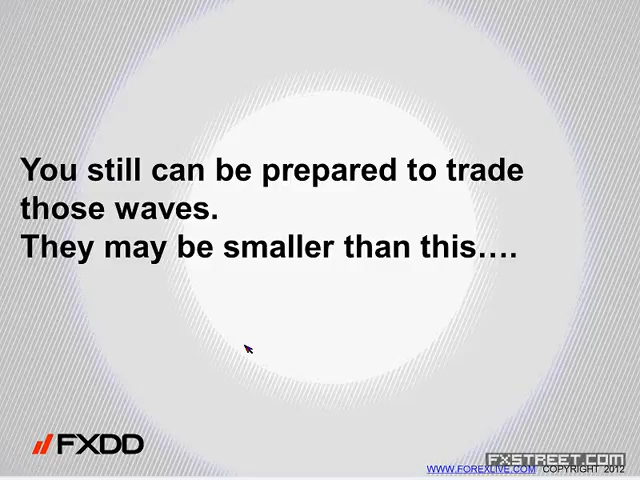 You still can be prepared to trade
those waves.
They may be smaller than this….
FXDD
FXSTREET.COM
WWW.FOREXLIVE.COM COPYRIGHT 2012